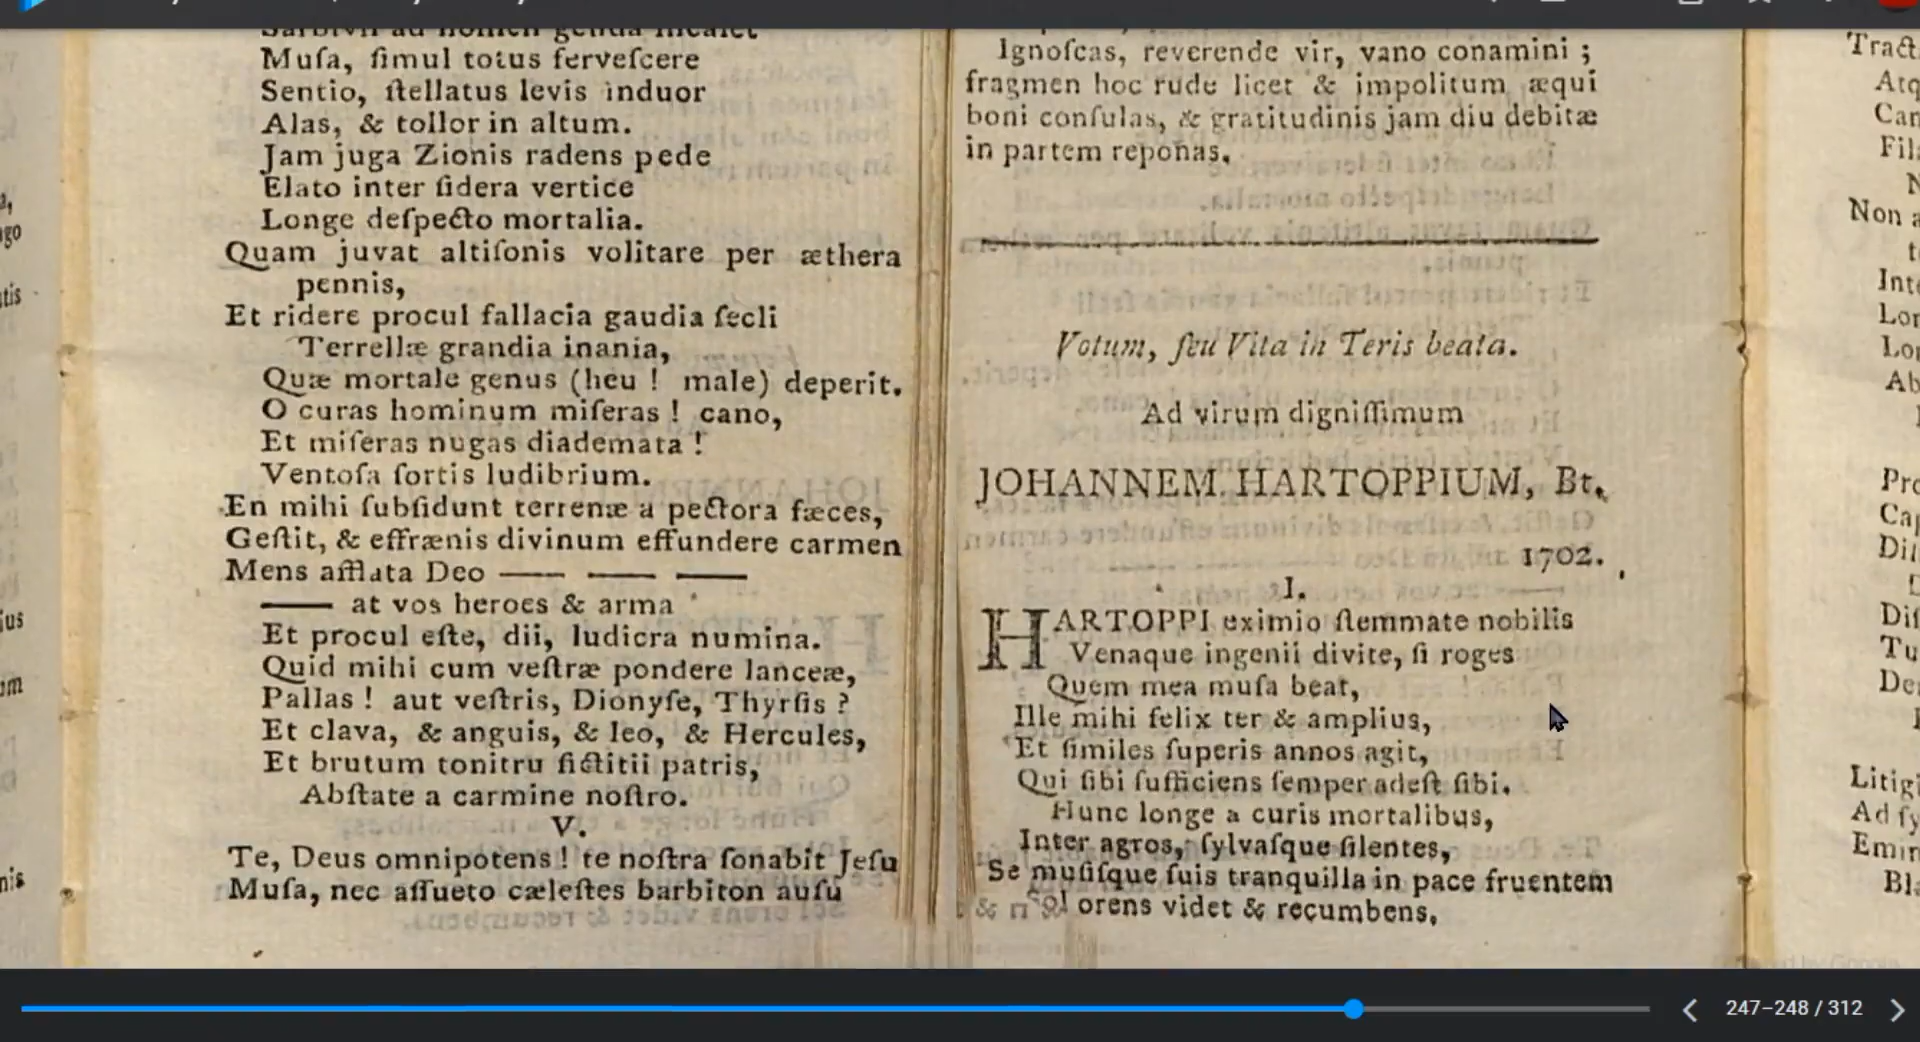 Musa, simul totus fervescere
Sentio, ſtellatus levis induor
Alas, & tollor in altum.
Jam juga Zionis radens pede
Elato inter ſidera vertice
Longe deſpecto mortalia.
Quam juvat altiſonis volitare per æthera
pennis,
Et ridere procul fallacia gaudia ſecli
Terrellæ grandia inania,
Quæ mortale genus (heu ! male) deperit.
O curas hominum miſeras ! cano,
Et miſeras nugas diademata !
Ventoſa ſortis ludibrium.
En mihi ſubſidunt terrenæ a pectora fæces,
Geſtit, & effrænis divinum effundere carmen
Mens afflata Deo —— —— ——
—— at vos heroes & arma
Et procul eſte, dii, ludicra numina.
Quid mihi cum veſtræ pondere lanceæ,
Pallas ! aut veſtris, Dionyſe, Thyrſis ?
Et clava, & anguis, & leo, & Hercules,
Et brutum tonitru fictitii patris,
Abſtate a carmine noſtro.
V.
Te, Deus omnipotens ! te noſtra ſonabit Jeſu
Muſa, nec aſſueto cæleſtes barbiton auſu
Ignoſcas, reverende vir, vano conamini ;
fragmen hoc rude licet & impolitum æqui
boni conſulas, & gratitudinis jam diu debitæ
in partem reponas.
Votum, ſeu Vita in Teris beata.
Ad virum digniſſimum
JOHANNEM HARTOPPIUM, Bt.
1702.
I.
HARTOPPI eximio ſtemmate nobilis
Venaque ingenii divite, ſi roges
Quem mea muſa beat,
Ille mihi felix ter & amplius,
Et ſimiles ſuperis annos agit,
Qui ſibi ſufficiens ſemper adeſt ſibi.
Hunc longe a curis mortalibus,
Inter agros, ſylvaſque ſilentes,
Se muſiſque ſuis tranquilla in pace fruentem
orens videt & recumbens.
Non a
Inte
247–248 / 312